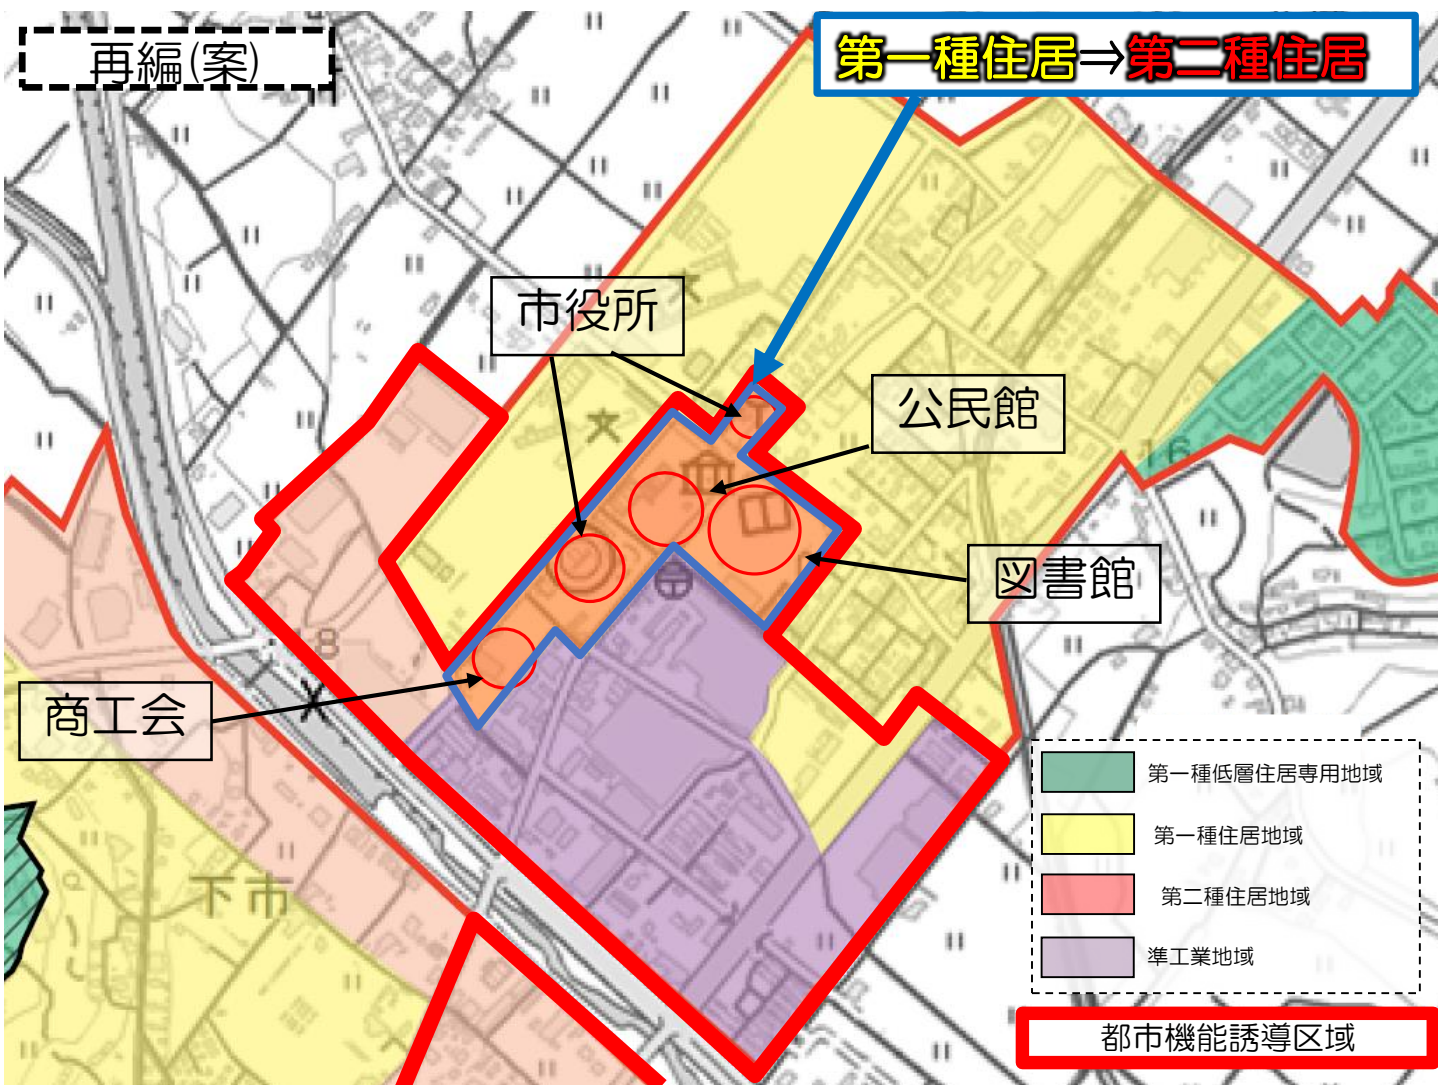 再編(案)
第一種住居⇒第二種住居
市役所
公民館
図書館
商工会
16
18
下市
第一種低層住居専用地域
第一種住居地域
第二種住居地域
準工業地域
都市機能誘導区域